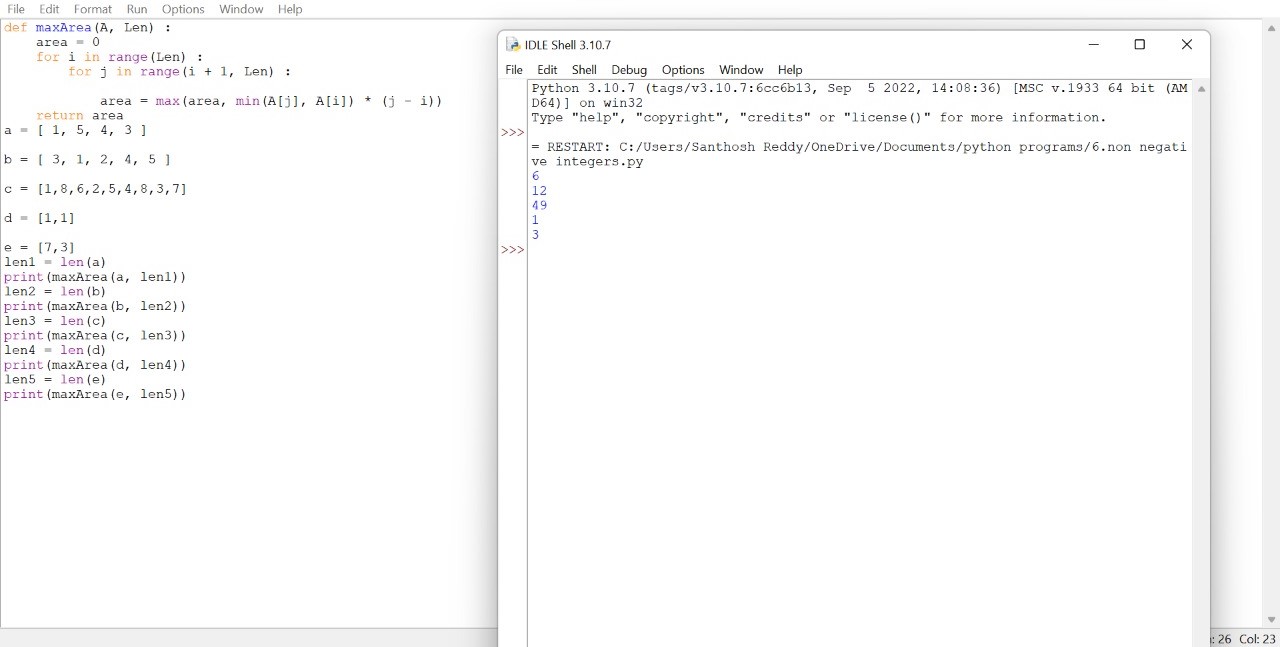 File Edit Format Run Options Window Help
def maxArea(A, Len) :
    area = 0
    for i in range(Len) :
        for j in range(i + 1, Len) :
            area = max(area, min(A[j], A[i]) * (j - i))
    return area
a = [ 1, 5, 4, 3 ]
b = [ 3, 1, 2, 4, 5 ]
c = [1,8,6,2,5,4,8,3,7]
d = [1,1]
e = [7,3]
len1 = len(a)
print(maxArea(a, len1))
len2 = len(b)
print(maxArea(b, len2))
len3 = len(c)
print(maxArea(c, len3))
len4 = len(d)
print(maxArea(d, len4))
len5 = len(e)
print(maxArea(e, len5))
IDLE Shell 3.10.7
File Edit Shell Debug Options Window Help
Python 3.10.7 (tags/v3.10.7:6cc6b13, Sep  5 2022, 14:08:36) [MSC v.1933 64 bit (AM
D64)] on win32
Type "help", "copyright", "credits" or "license()" for more information.
>>>
= RESTART: C:/Users/Santhosh Reddy/OneDrive/Documents/python programs/6.non negati
ve integers.py
6
12
49
1
3
>>>
: 26 Col: 23